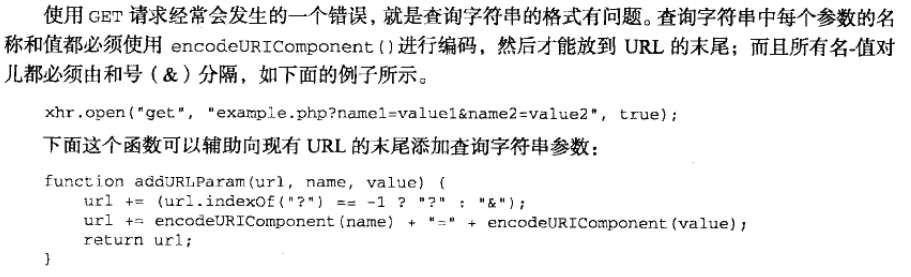 使用 GET 请求经常会发生的一个错误，就是查询字符串的格式有问题。查询字符串中每个参数的名
称和值都必须使用 encodeURIComponent()进行编码，然后才能放到 URL 的末尾；而且所有名-值对
儿都必须由和号（&）分隔，如下面的例子所示。
xhr.open("get", "example.php?name1=value1&name2=value2", true);
下面这个函数可以辅助向现有 URL 的末尾添加查询字符串参数：
function addURLParam(url, name, value) {
    url += (url.indexOf("?") == -1 ? "?" : "&");
    url += encodeURIComponent(name) + "=" + encodeURIComponent(value);
    return url;
}